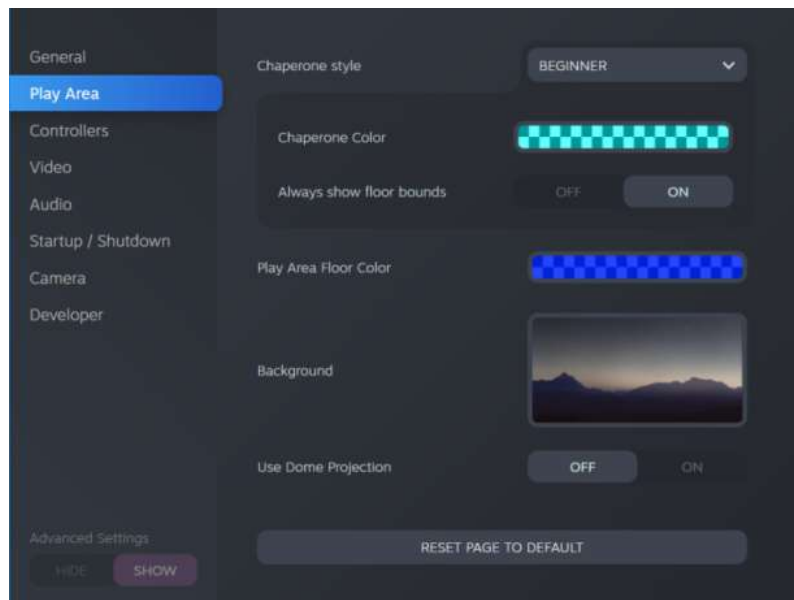 General
Play Area
Controllers
Video
Audio
Startup / Shutdown
Camera
Developer
Advanced Settings
HIDE SHOW
Chaperone style BEGINNER
Chaperone Color
Always show floor bounds OFF ON
Play Area Floor Color
Background
Use Dome Projection OFF ON
RESET PAGE TO DEFAULT